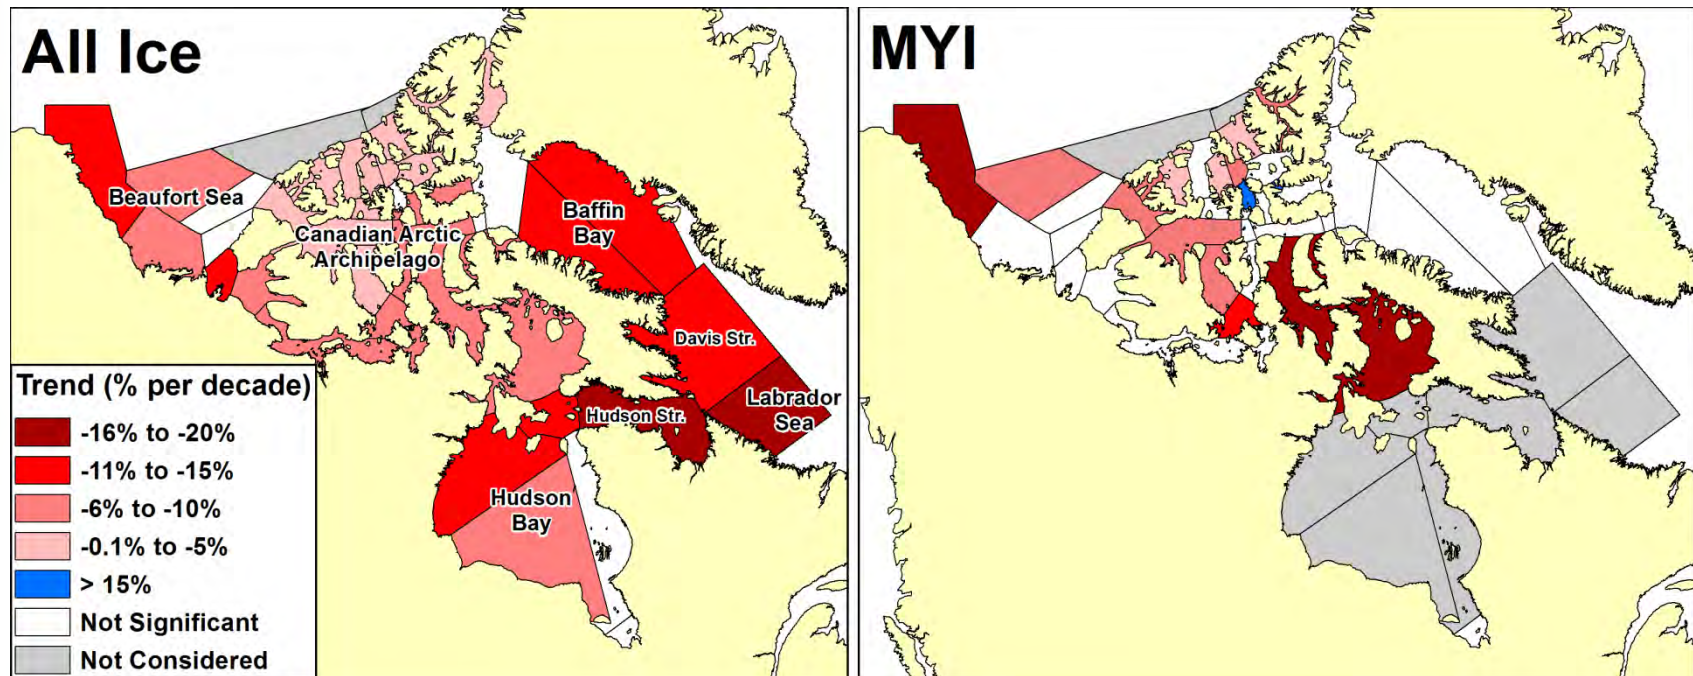 All Ice
Beaufort Sea
Canadian Arctic
Archipelago
Baffin
Bay
Davis Str.
Labrador
Sea
Hudson Str.
Hudson
Bay
Trend (% per decade)
-16% to -20%
-11% to -15%
-6% to -10%
-0.1% to -5%
> 15%
Not Significant
Not Considered
MYI